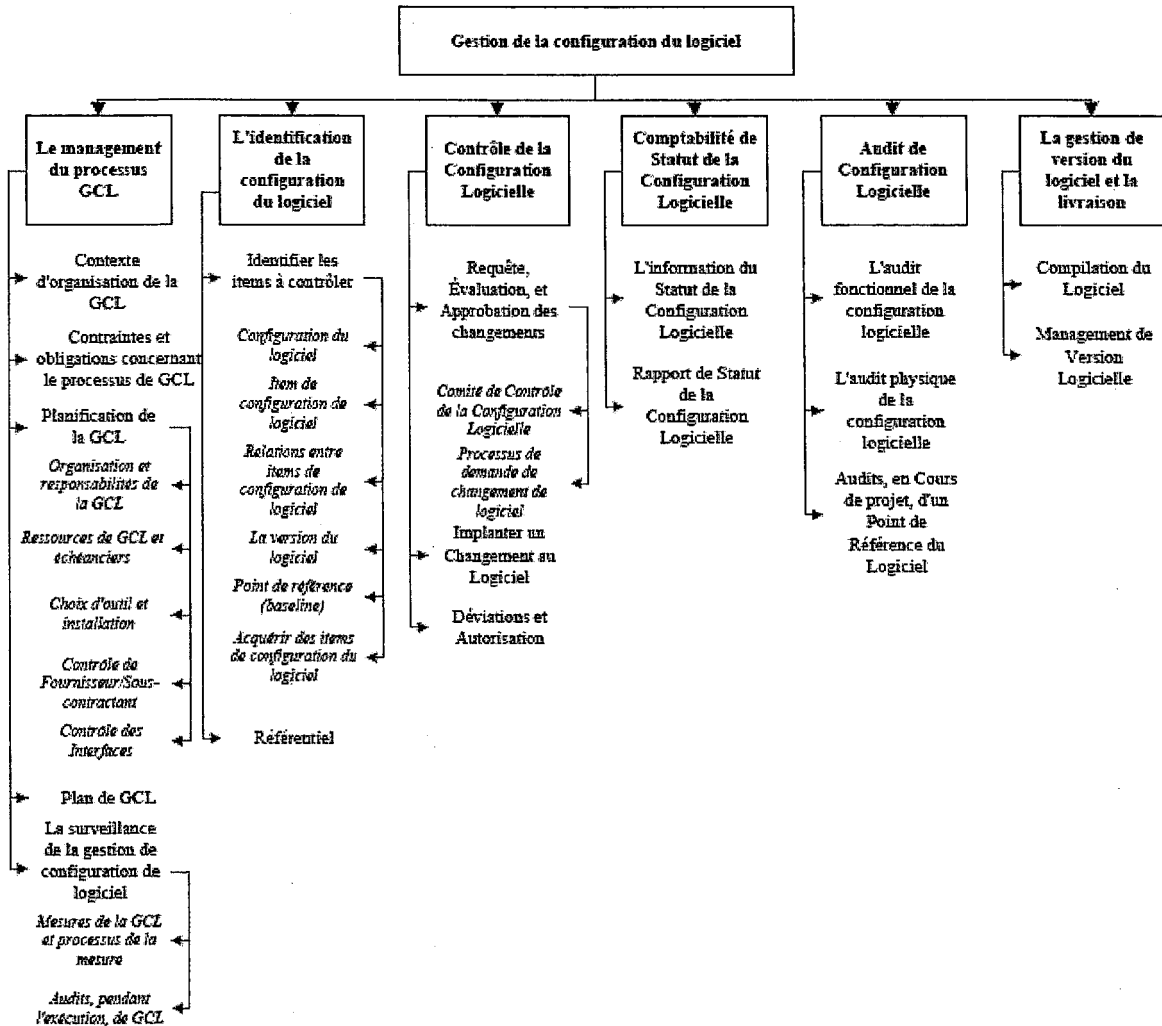 Gestion de la configuration du logiciel
Le management
du processus
GCL
Contexte
d'organisation de la
GCL
Contraintes et
obligations concernant
le processus de GCL
Planification de
la GCL
Organisation et
responsabilités de
la GCL
Ressources de GCL et
échéanciers
Choix d'outil et
installation
Contrôle de
Fournisseur/Sous-
contractant
Contrôle des
Interfaces
Plan de GCL
La surveillance
de la gestion de
configuration de
logiciel
Mesures de la GCL
et processus de la
mesure
Audits, pendant
l'exécution, de GCL
L'identification
de la
configuration
du logiciel
Identifier les
items à contrôler
Configuration du
logiciel
Item de
configuration de
logiciel
Relations entre
items de
configuration de
logiciel
La version du
logiciel
Point de référence
(baseline)
Acquérir des items
de configuration du
logiciel
Référentiel
Contrôle de la
Configuration
Logicielle
Requête,
Évaluation, et
Approbation des
changements
Comité de Contrôle
de la Configuration
Logicielle
Processus de
demande de
changement de
logiciel
Implanter un
Changement au
Logiciel
Déviations et
Autorisation
Comptabilité de
Statut de la
Configuration
Logicielle
L'information du
Statut de la
Configuration
Logicielle
Rapport de Statut
de la
Configuration
Logicielle
Audit de
Configuration
Logicielle
L'audit
fonctionnel de la
configuration
logicielle
L'audit physique
de la
configuration
logicielle
Audits, en Cours
de projet, d'un
Point de
Référence du
Logiciel
La gestion de
version du
logiciel et la
livraison
Compilation du
Logiciel
Management de
Version
Logicielle